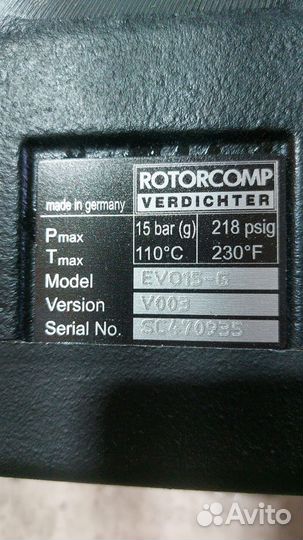 ROTORCOMP
made in germany VERDICHTER
Pmax 15 bar (g) 218 psig
Tmax 110°C 230°F
Model EVO15-G
Version V003
Serial No. SC470935
Avito